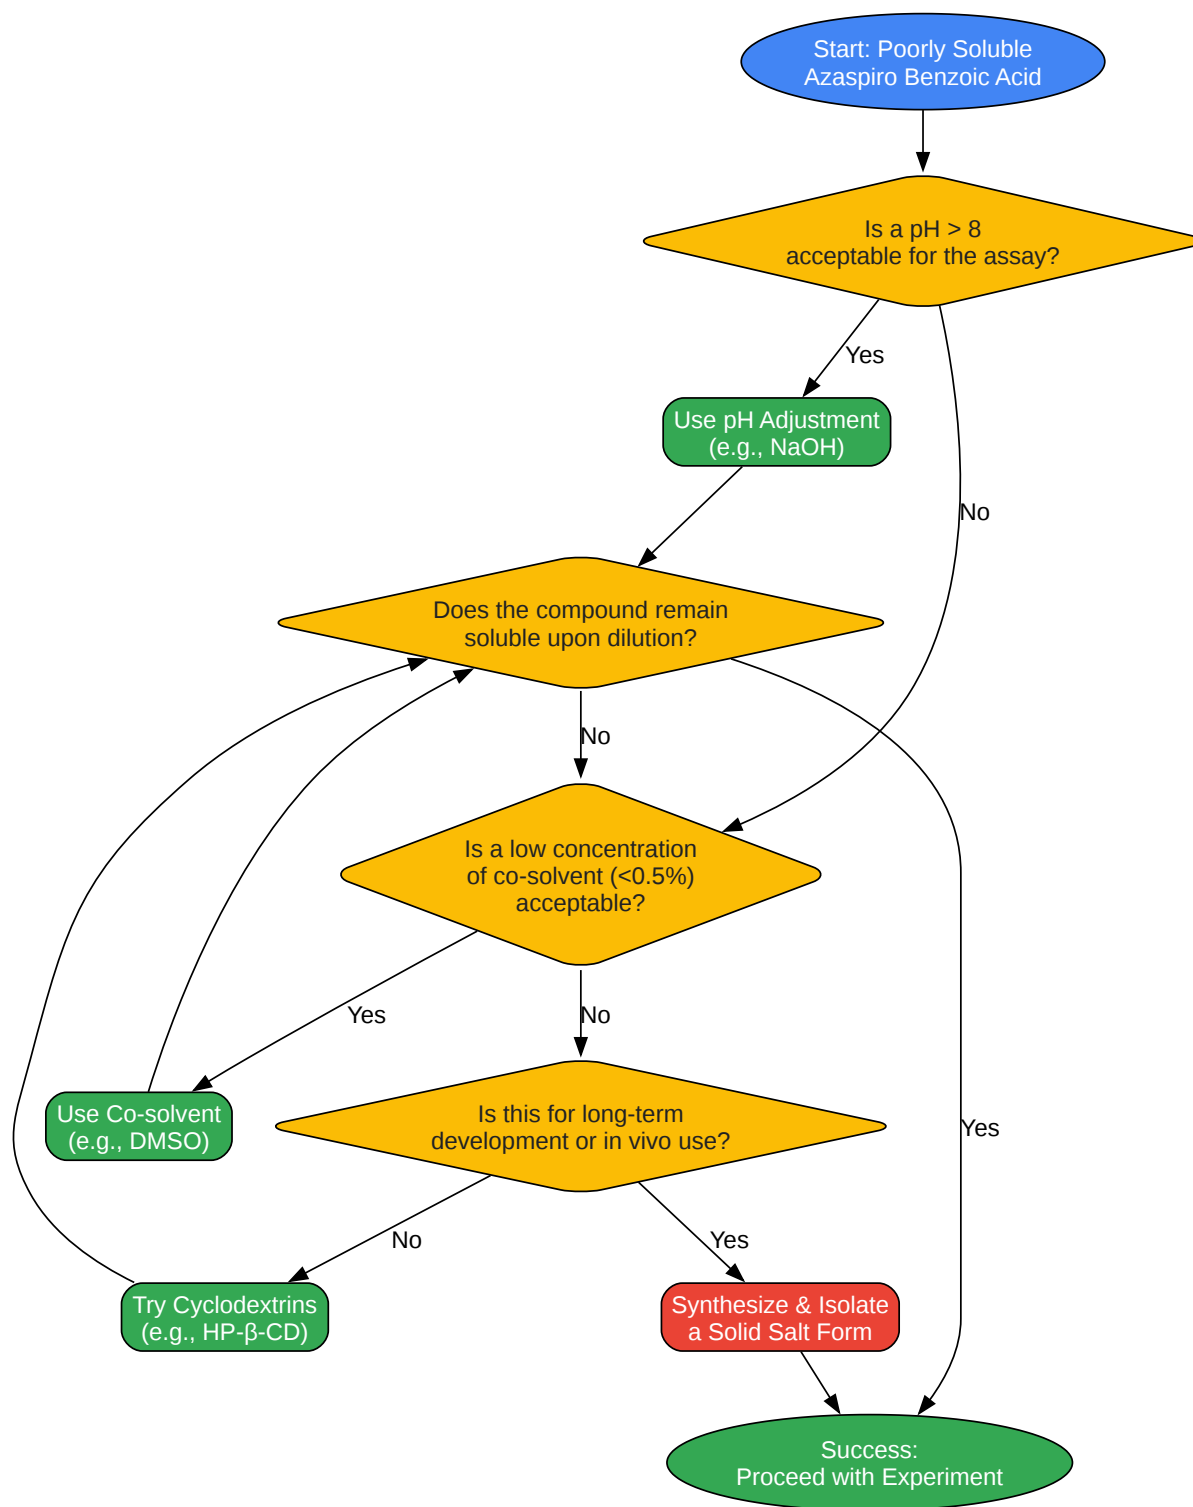 Start: Poorly Soluble
Azaspiro Benzoic Acid
Is a pH > 8
acceptable for the assay?
Yes
Use pH Adjustment
(e.g., NaOH)
No
Does the compound remain
soluble upon dilution?
No
Is a low concentration
of co-solvent (<0.5%)
acceptable?
Yes
No
Use Co-solvent
(e.g., DMSO)
Is this for long-term
development or in vivo use?
Yes
No
Yes
Try Cyclodextrins
(e.g., HP-β-CD)
Synthesize & Isolate
a Solid Salt Form
Success:
Proceed with Experiment